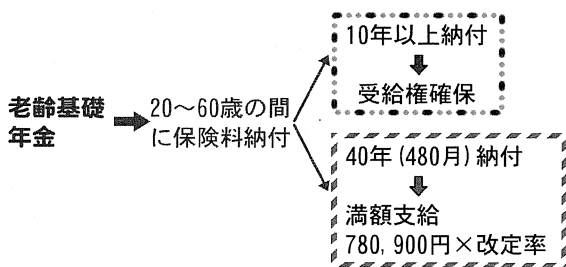 老齢基礎
年金
20～60歳の間
に保険料納付
10年以上納付
受給権確保
40年(480月)納付
満額支給
780,900円×改定率